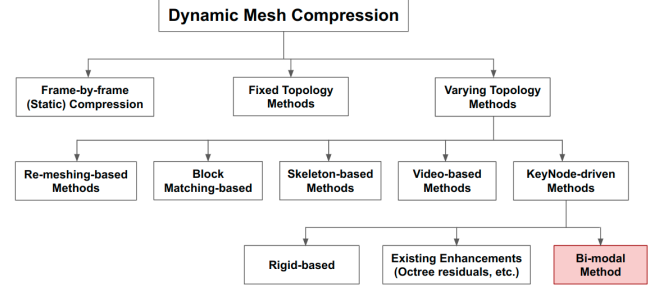 Dynamic Mesh Compression
Frame-by-frame
(Static) Compression
Fixed Topology
Methods
Varying Topology
Methods
Re-meshing-based
Methods
Block
Matching-based
Skeleton-based
Methods
Video-based
Methods
KeyNode-driven
Methods
Rigid-based
Existing Enhancements
(Octree residuals, etc.)
Bi-modal
Method